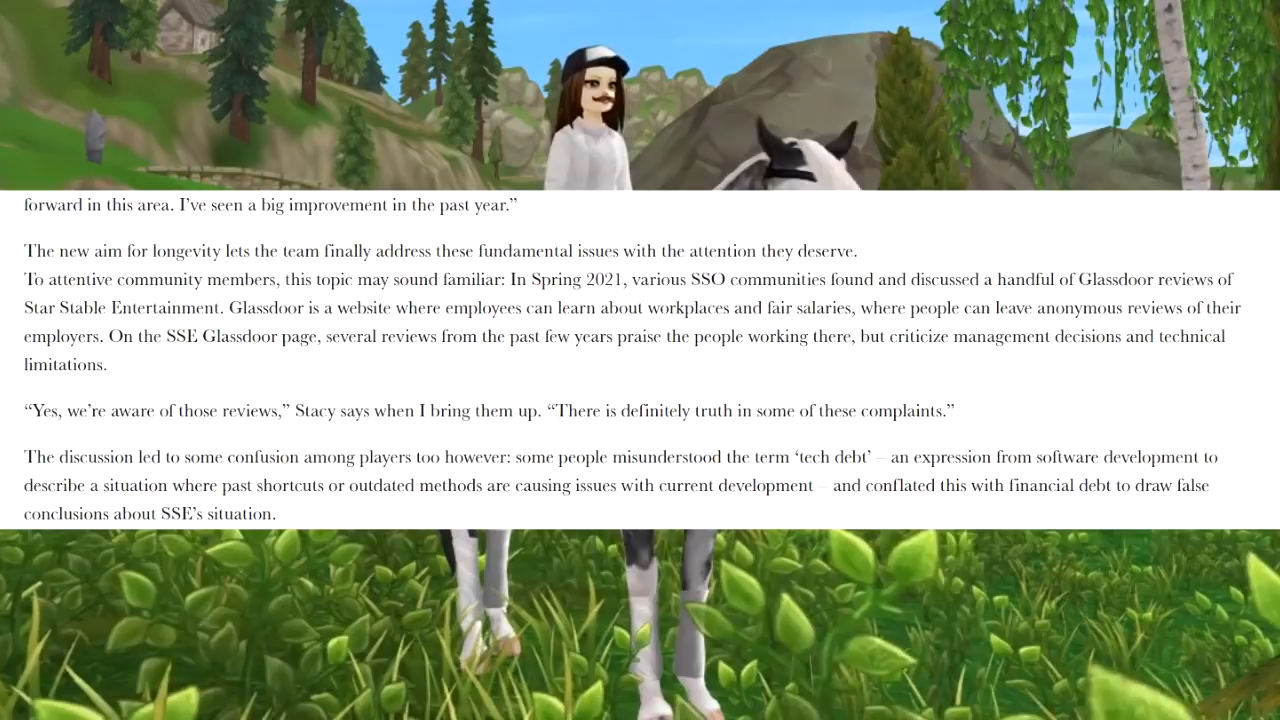 forward in this area. I’ve seen a big improvement in the past year.”
The new aim for longevity lets the team finally address these fundamental issues with the attention they deserve.
To attentive community members, this topic may sound familiar: In Spring 2021, various SSO communities found and discussed a handful of Glassdoor reviews of
Star Stable Entertainment. Glassdoor is a website where employees can learn about workplaces and fair salaries, where people can leave anonymous reviews of their
employers. On the SSE Glassdoor page, several reviews from the past few years praise the people working there, but criticize management decisions and technical
limitations.
“Yes, we’re aware of those reviews,” Stacy says when I bring them up. “There is definitely truth in some of these complaints.”
The discussion led to some confusion among players too however: some people misunderstood the term ‘tech debt’ – an expression from software development to
describe a situation where past shortcuts or outdated methods are causing issues with current development – and conflated this with financial debt to draw false
conclusions about SSE’s situation.